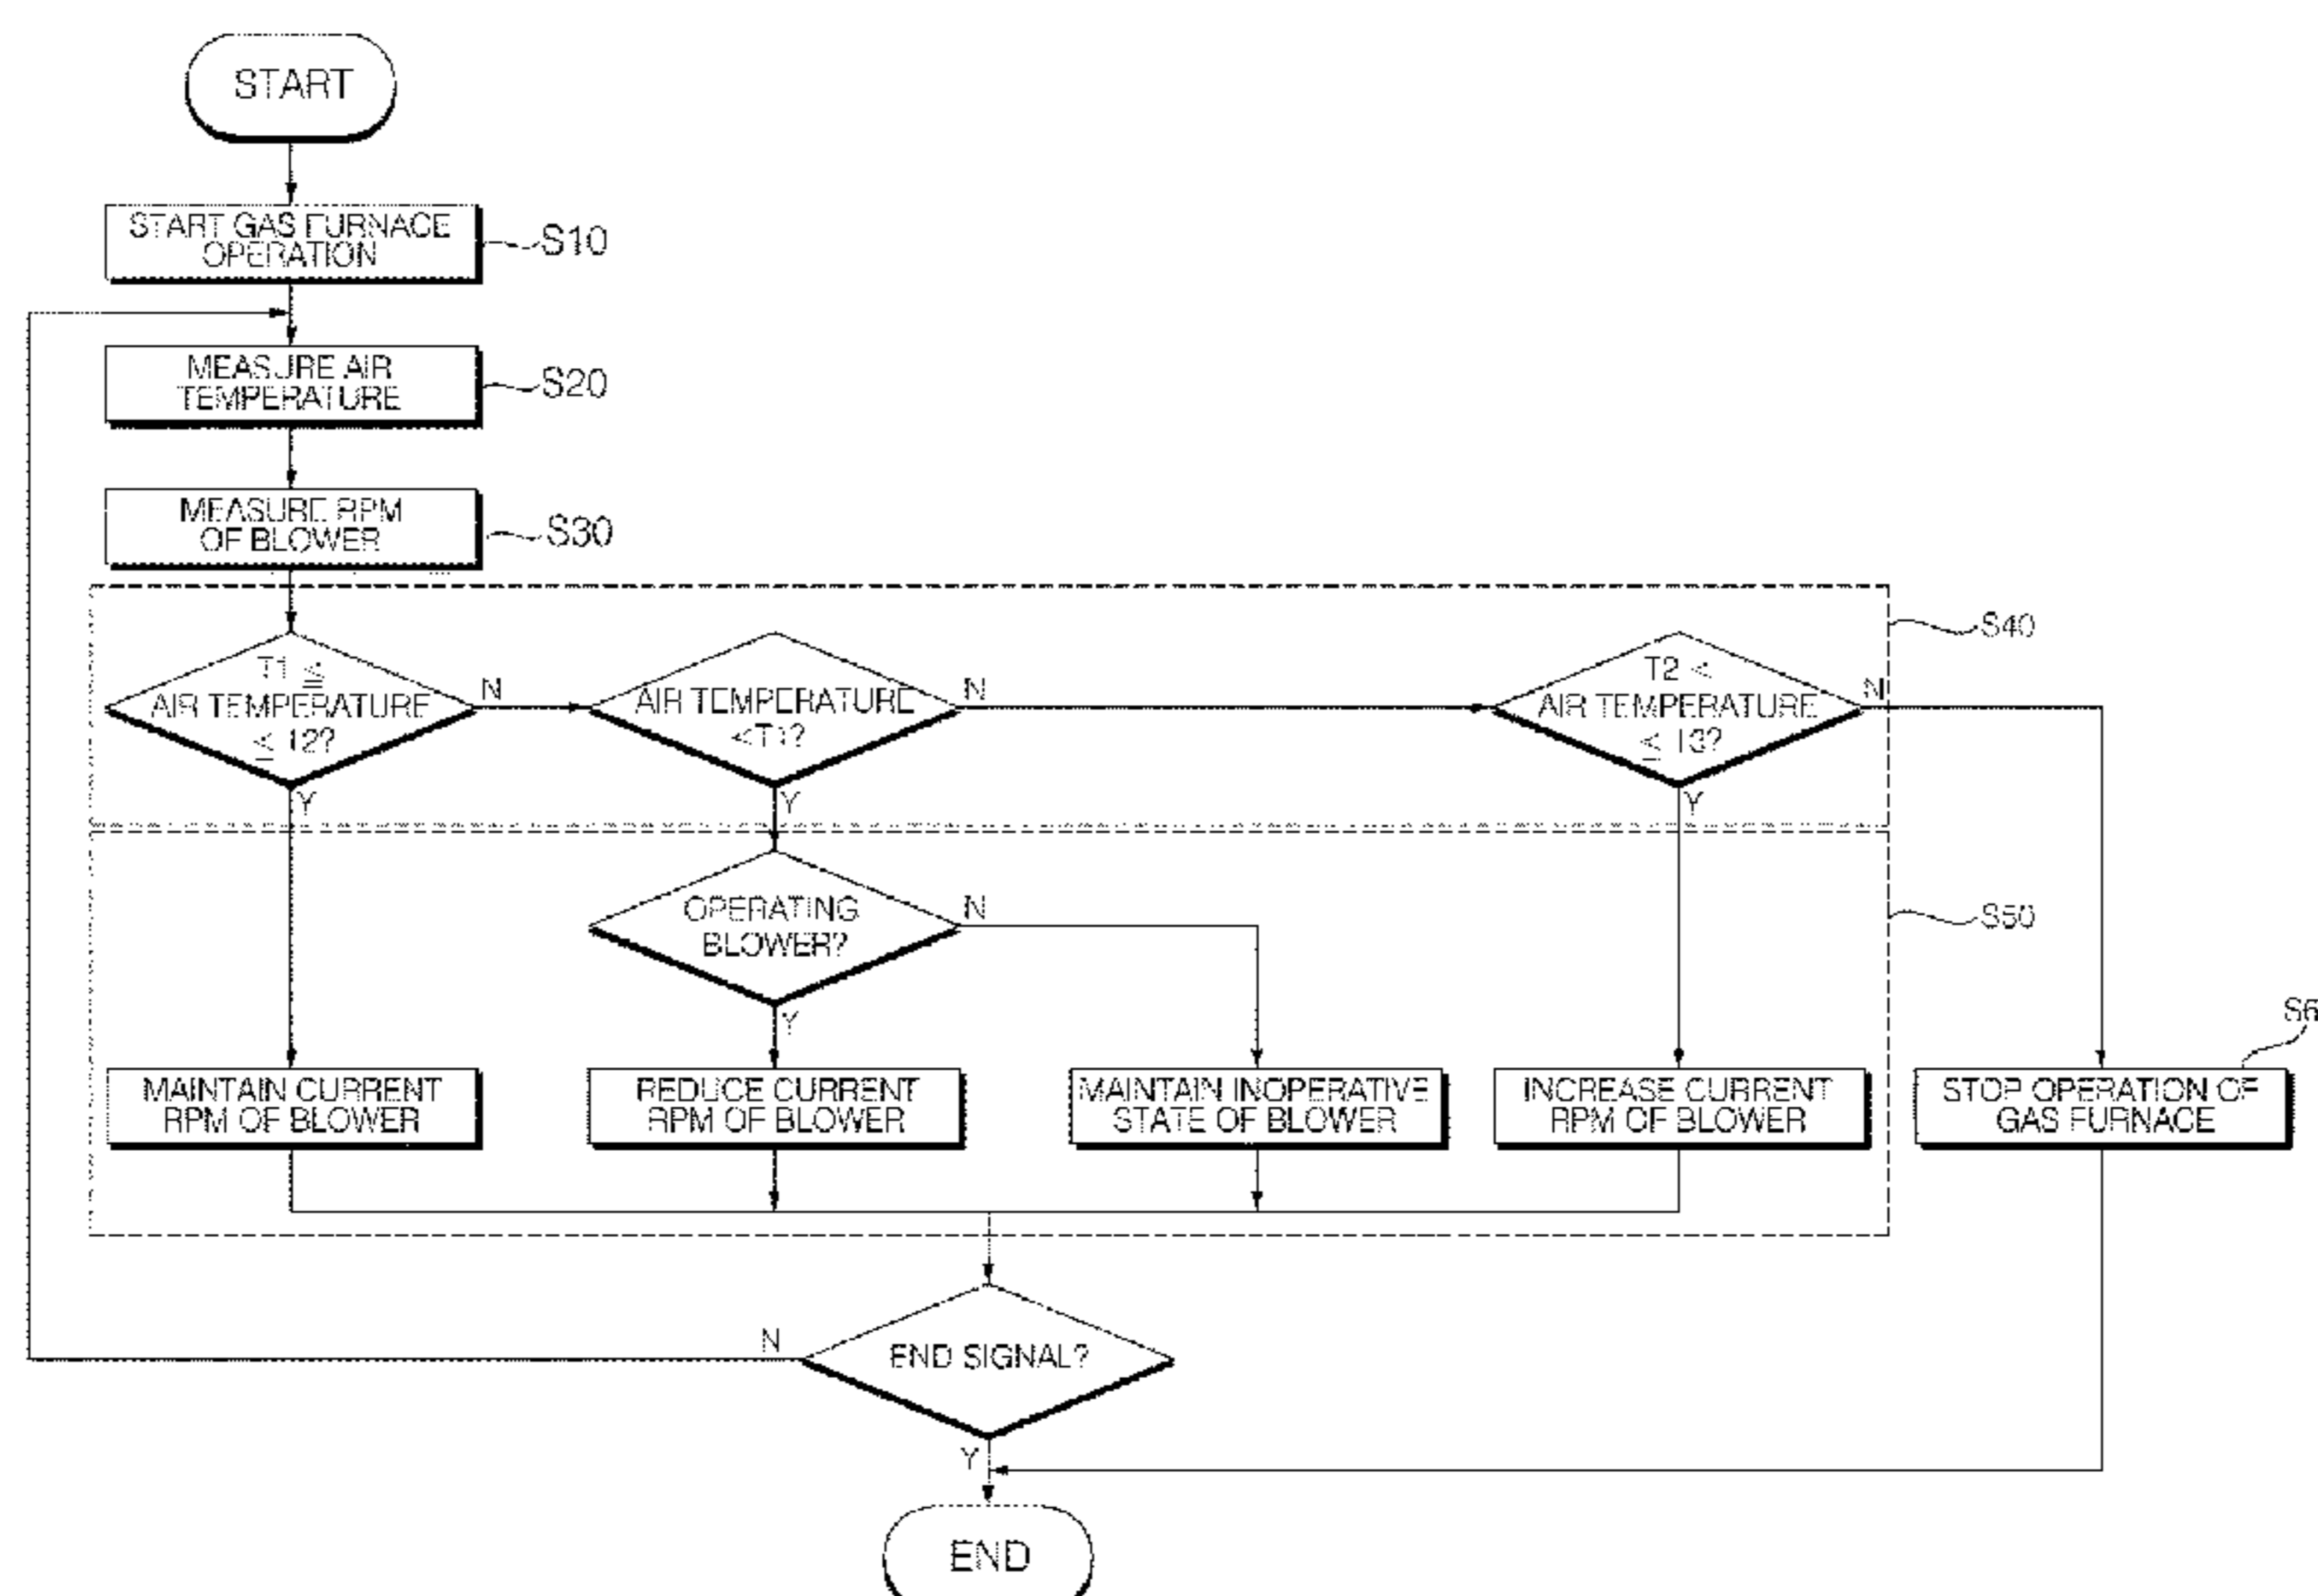 START
START GAS FURNACE
OPERATION
S10
MEASURE AIR
TEMPERATURE
S20
MEASURE RPM
OF BLOWER
S30
S40
T1 ≤
AIR TEMPERATURE
≤ T2?
N
Y
AIR TEMPERATURE
<T1?
N
Y
T2 <
AIR TEMPERATURE
≤ T3?
N
Y
S50
OPERATING
BLOWER?
N
Y
MAINTAIN CURRENT
RPM OF BLOWER
REDUCE CURRENT
RPM OF BLOWER
MAINTAIN INOPERATIVE
STATE OF BLOWER
INCREASE CURRENT
RPM OF BLOWER
S6
STOP OPERATION OF
GAS FURNACE
END SIGNAL?
N
Y
END